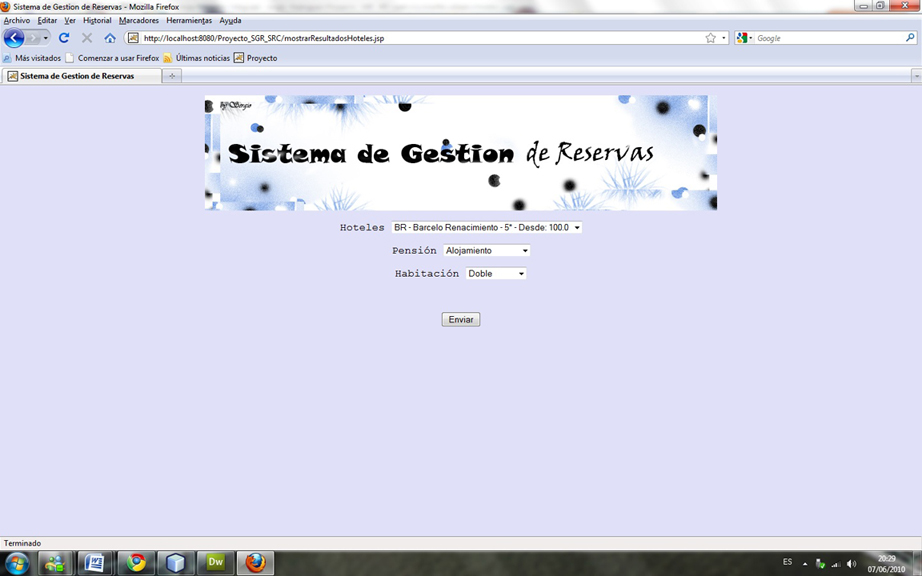 Sistema de Gestion de Reservas - Mozilla Firefox
Archivo Editar Ver Historial Marcadores Herramientas Ayuda
http://localhost:8080/Proyecto_SGR_SRC/mostrarResultadosHoteles.jsp
Google
Más visitados Comenzar a usar Firefox Últimas noticias Proyecto
Sistema de Gestion de Reservas
by Sergio
Sistema de Gestion de Reservas
Hoteles BR - Barcelo Renacimiento - 5* - Desde: 100.0
Pensión Alojamiento
Habitación Doble
Enviar
Terminado
Dw
ES
20:29
07/06/2010